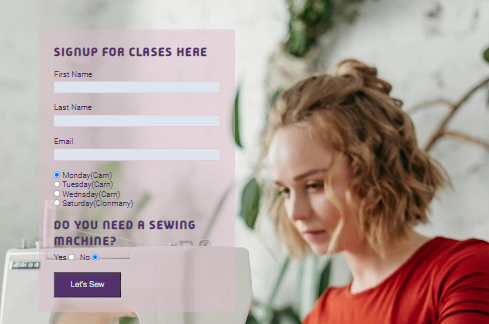 SIGNUP FOR CLASES HERE
First Name
Last Name
Email
Monday(Carn)
Tuesday(Carn)
Wednsday(Carn)
Saturday(Clonmany)
DO YOU NEED A SEWING
MACHINE?
Yes No
Let's Sew